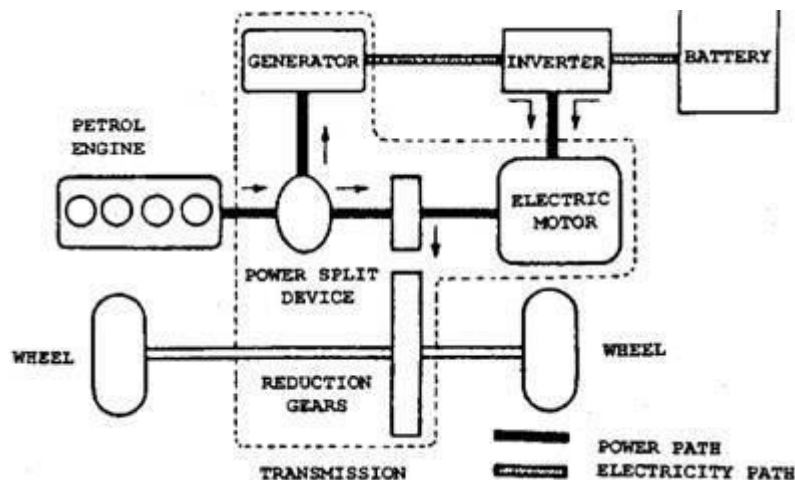 GENERATOR
INVERTER
BATTERY
PETROL
ENGINE
ELECTRIC
MOTOR
POWER SPLIT
DEVICE
WHEEL
WHEEL
REDUCTION
GEARS
POWER PATH
TRANSMISSION
ELECTRICITY PATH